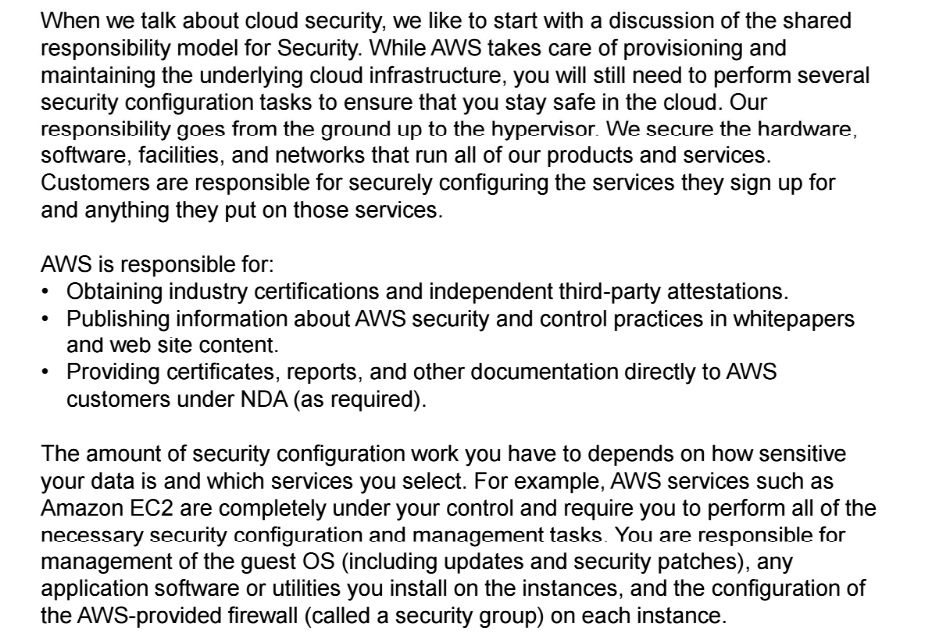 When we talk about cloud security, we like to start with a discussion of the shared
responsibility model for Security. While AWS takes care of provisioning and
maintaining the underlying cloud infrastructure, you will still need to perform several
security configuration tasks to ensure that you stay safe in the cloud. Our
responsibility goes from the ground up to the hypervisor. We secure the hardware,
software, facilities, and networks that run all of our products and services.
Customers are responsible for securely configuring the services they sign up for
and anything they put on those services.
AWS is responsible for:
• Obtaining industry certifications and independent third-party attestations.
• Publishing information about AWS security and control practices in whitepapers
and web site content.
• Providing certificates, reports, and other documentation directly to AWS
customers under NDA (as required).
The amount of security configuration work you have to depends on how sensitive
your data is and which services you select. For example, AWS services such as
Amazon EC2 are completely under your control and require you to perform all of the
necessary security configuration and management tasks. You are responsible for
management of the guest OS (including updates and security patches), any
application software or utilities you install on the instances, and the configuration of
the AWS-provided firewall (called a security group) on each instance.